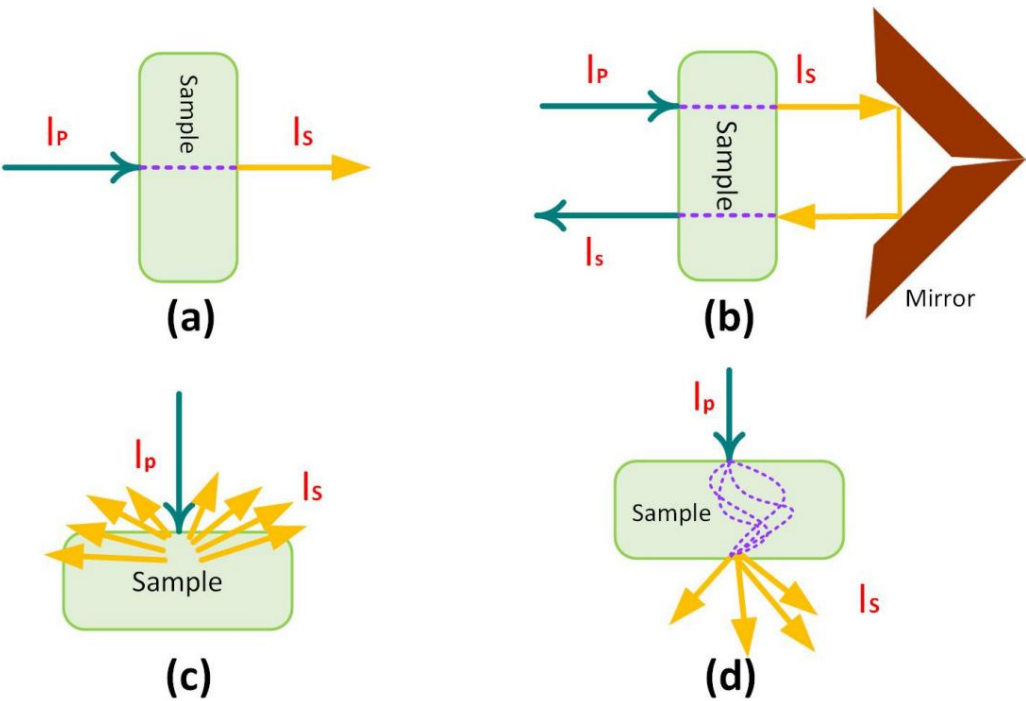 Sample
IP
IS
(a)
IP
IS
Sample
Is
Mirror
(b)
Ip
Is
Sample
(c)
Ip
Sample
Is
(d)